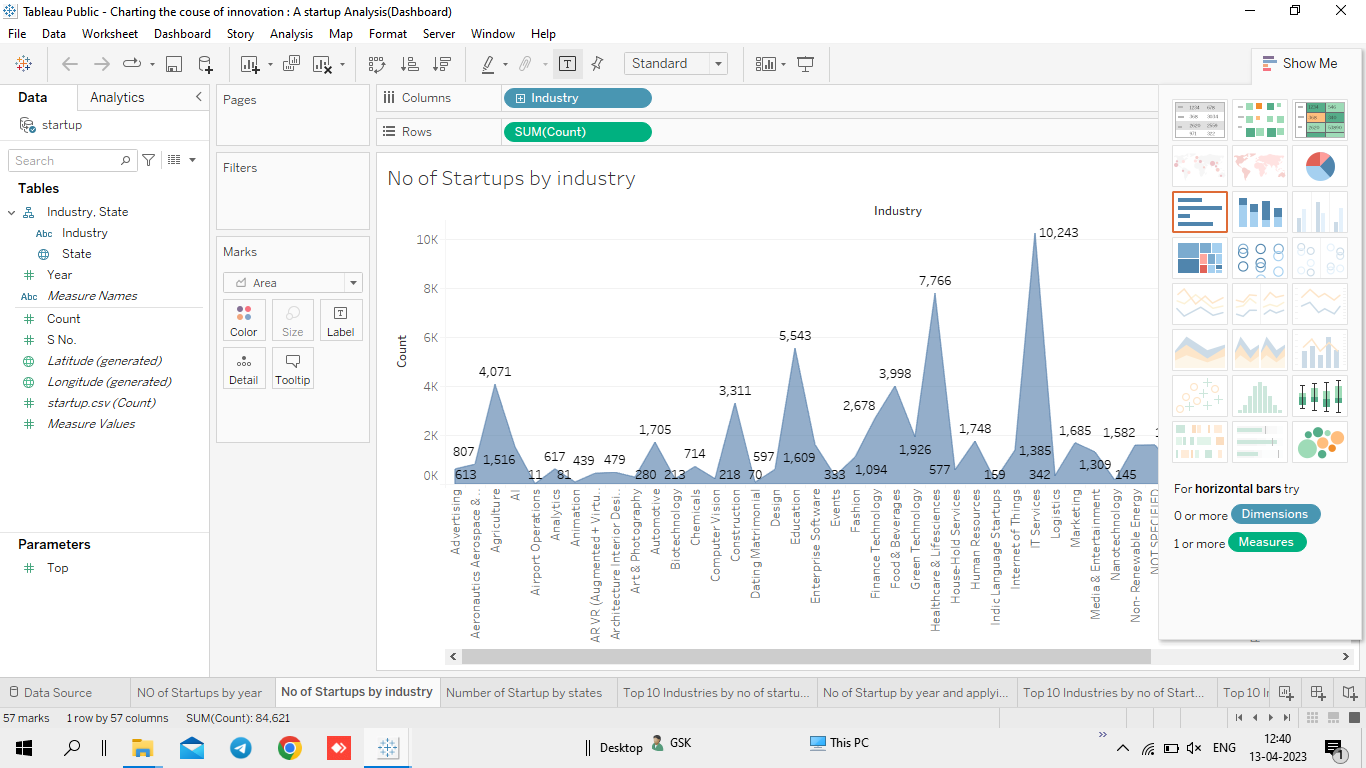 Tableau Public - Charting the couse of innovation : A startup Analysis(Dashboard)
File Data Worksheet Dashboard Story Analysis Map Format Server Window Help
Standard
Show Me
Data Analytics
startup
Search
Tables
Industry, State
Abc Industry
State
Year
Abc Measure Names
Count
S No.
Latitude (generated)
Longitude (generated)
startup.csv (Count)
Measure Values
Parameters
Top
Pages
Filters
Marks
Area
Color Size Label
Detail Tooltip
Columns Industry
Rows SUM(Count)
No of Startups by industry
Industry
Count
10K
8K
6K
4K
2K
0K
10,243
7,766
5,543
4,071
3,998
3,311
2,678
1,705
1,748
1,685
1,582
807
1,516
617
439
479
714
597
1,609
1,926
1,385
1,309
613
11
81
280
213
218
70
333
1,094
577
159
342
145
Advertising
Aeronautics Aerospace & ..
Agriculture
AI
Airport Operations
Analytics
Animation
AR VR (Augmented + Virtu..
Architecture Interior Desi..
Art & Photography
Automotive
Biotechnology
Chemicals
Computer Vision
Construction
Dating Matrimonial
Design
Education
Enterprise Software
Events
Fashion
Finance Technology
Food & Beverages
Green Technology
Healthcare & Lifesciences
House-Hold Services
Human Resources
Indic Language Startups
Internet of Things
IT Services
Logistics
Marketing
Media & Entertainment
Nanotechnology
Non- Renewable Energy
NOT SPECIFIED
For horizontal bars try
0 or more Dimensions
1 or more Measures
Data Source NO of Startups by year No of Startups by industry Number of Startup by states Top 10 Industries by no of startu... No of Startup by year and applyi... Top 10 Industries by no of Start... Top 10 I
57 marks 1 row by 57 columns SUM(Count): 84,621
Desktop GSK This PC ENG 12:40
13-04-2023 1